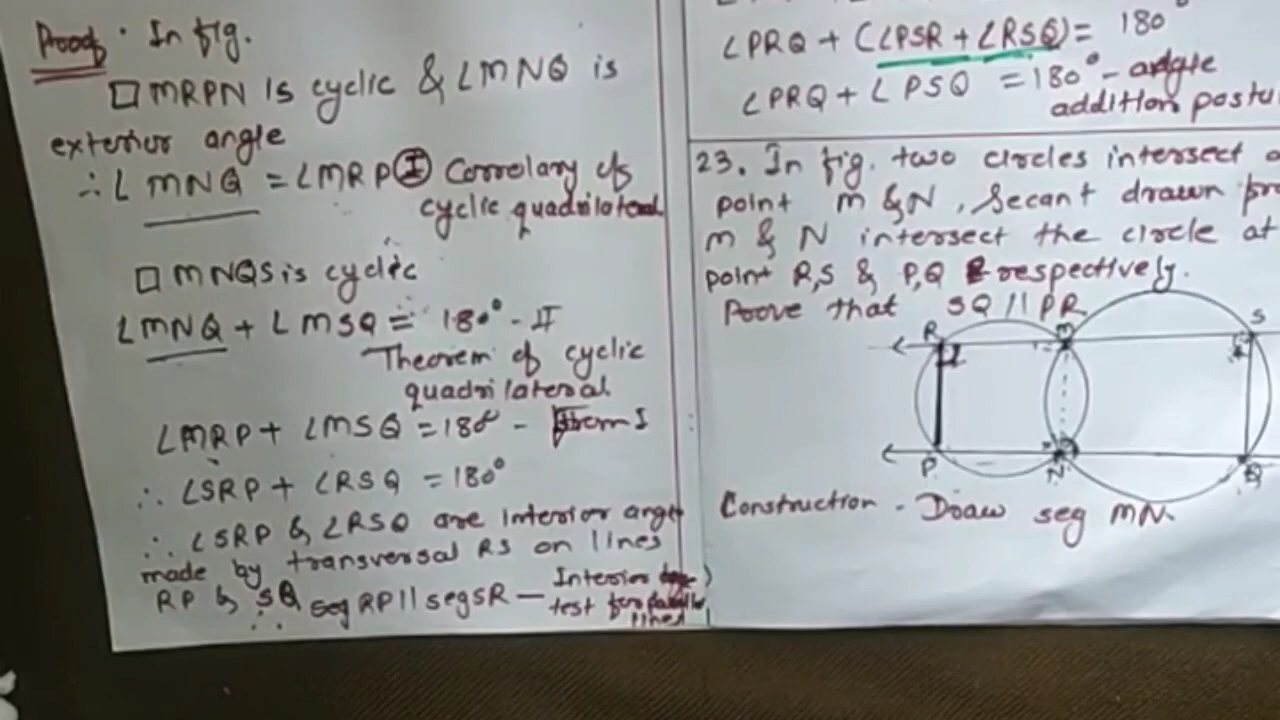 Proof. In fig.
□ MRPN is cyclic & ∠MNQ is
exterior angle
∴ ∠MNQ = ∠MRP I Correlary of
cyclic quadrilateral
□ MNQS is cyclic
∠MNQ + ∠MSQ = 180° - II
Theorem of cyclic
quadrilateral
∠MRP + ∠MSQ = 180° - from I
∴ ∠SRP + ∠RSQ = 180°
∴ ∠SRP & ∠RSQ are interior angle
made by transversal RS on lines
RP & SQ
∴ seg RP || seg SR — Interior
test for parallel
lines
∠PRQ + (∠PSR + ∠RSQ) = 180°
∠PRQ + ∠PSQ = 180° - angle
addition postu
23. In fig. two circles intersect
point M & N, Secant drawn
M & N intersect the circle at
point R,S & P,Q respectively.
Prove that SQ || PR
R M S
P N Q
Construction - Draw seg MN.